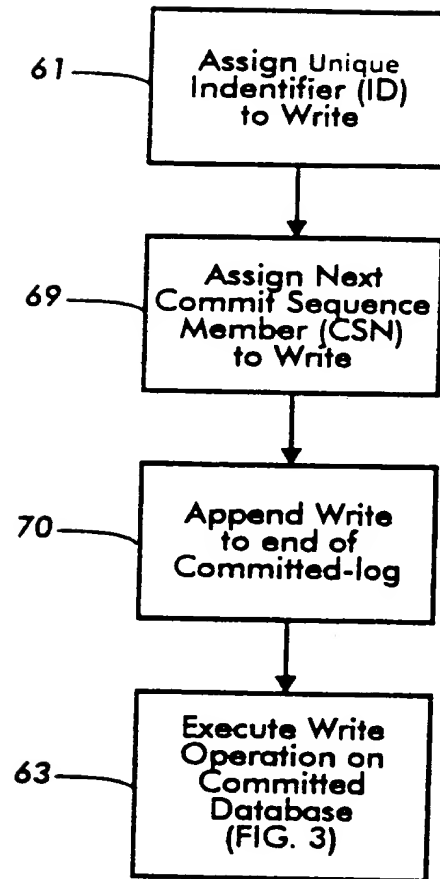 61
Assign Unique
Indentifier (ID)
to Write
69
Assign Next
Commif Sequence
Member (CSN)
to Write
70
Append Write
to end of
Committed-log
63
Execute Write
Operation on
Committed
Database
(FIG. 3)